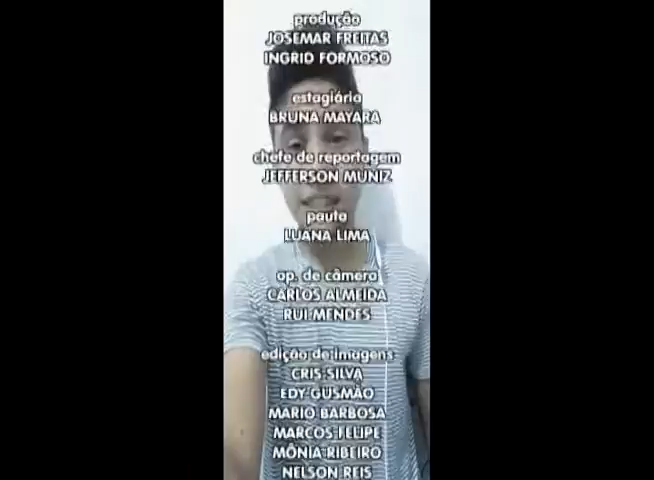 produção
JOSEMAR FREITAS
INGRID FORMOSO
estagiária
BRUNA MAYARA
chefe de reportagem
JEFFERSON MUNIZ
pauta
LUANA LIMA
op. de câmera
CARLOS ALMEIDA
RUI MENDES
edição de imagens
CRIS SILVA
EDY GUSMÃO
MARIO BARBOSA
MARCOS FELIPE
MÔNIA RIBEIRO
NELSON REIS